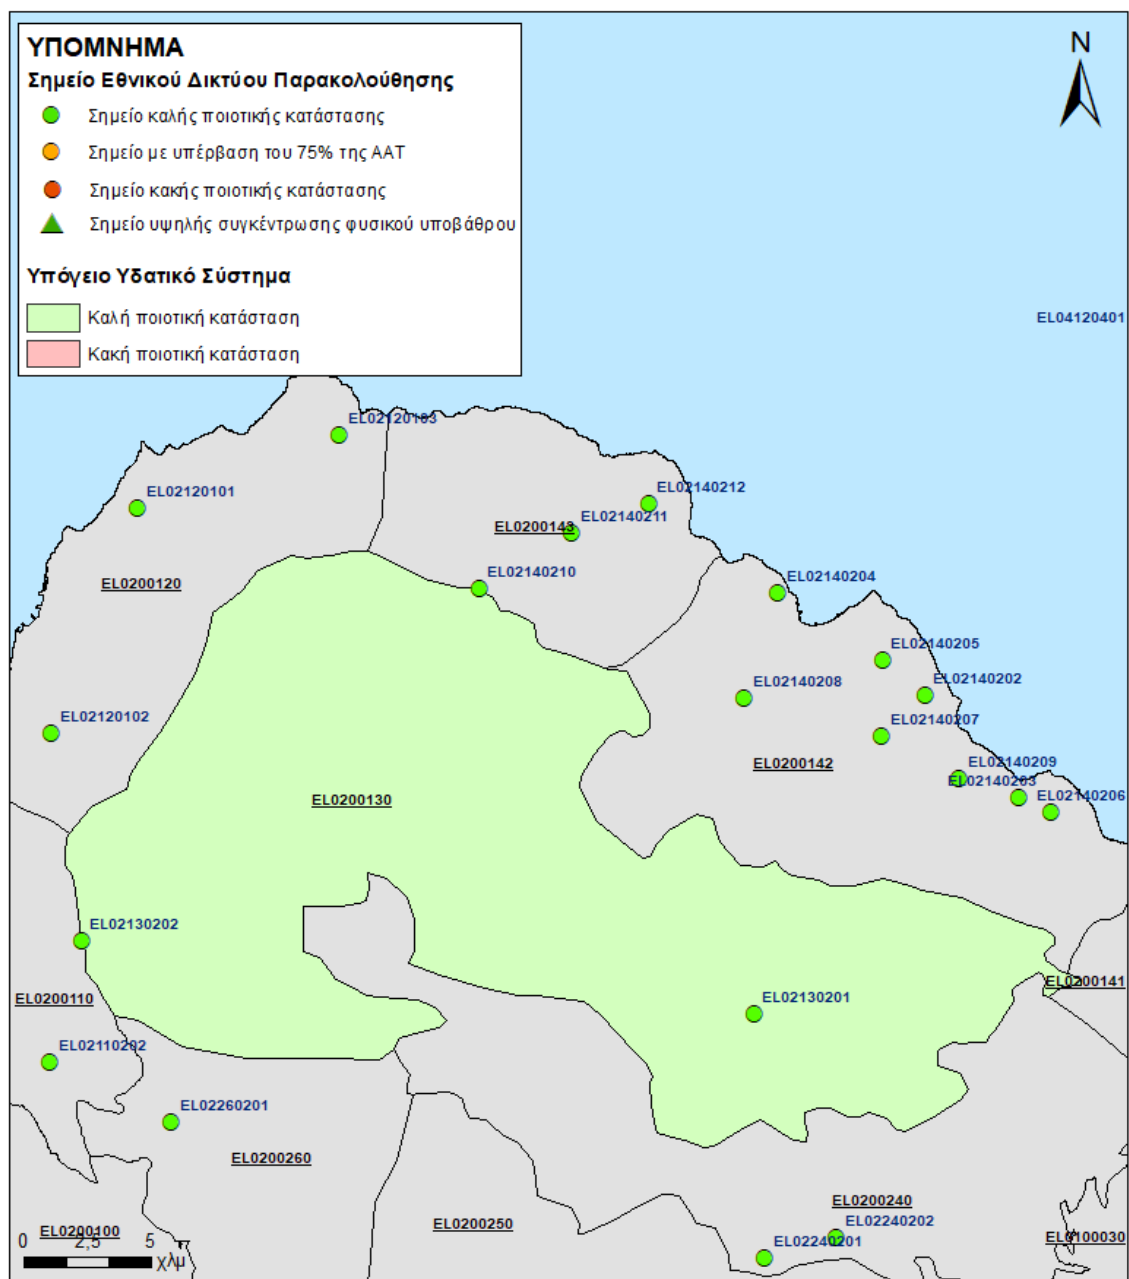 ΥΠΟΜΝΗΜΑ
Σημείο Εθνικού Δικτύου Παρακολούθησης
Σημείο καλής ποιοτικής κατάστασης
Σημείο με υπέρβαση του 75% της ΑΑΤ
Σημείο κακής ποιοτικής κατάστασης
Σημείο υψηλής συγκέντρωσης φυσικού υποβάθρου
Υπόγειο Υδατικό Σύστημα
Καλή ποιοτική κατάσταση
Κακή ποιοτική κατάσταση
N
EL04120401
EL02120103
EL02120101
EL02140212
EL02140211
EL0200143
EL0200120
EL02140210
EL02140204
EL02140205
EL02140202
EL02140208
EL02120102
EL02140207
EL0200142
EL02140209
EL02140203
EL02140206
EL0200130
EL02130202
EL0200141
EL0200110
EL02130201
EL02110202
EL02260201
EL0200260
EL0200240
EL0200250
EL02240202
EL0200100
EL0100030
EL02240201
0 2,5 5
χλμ